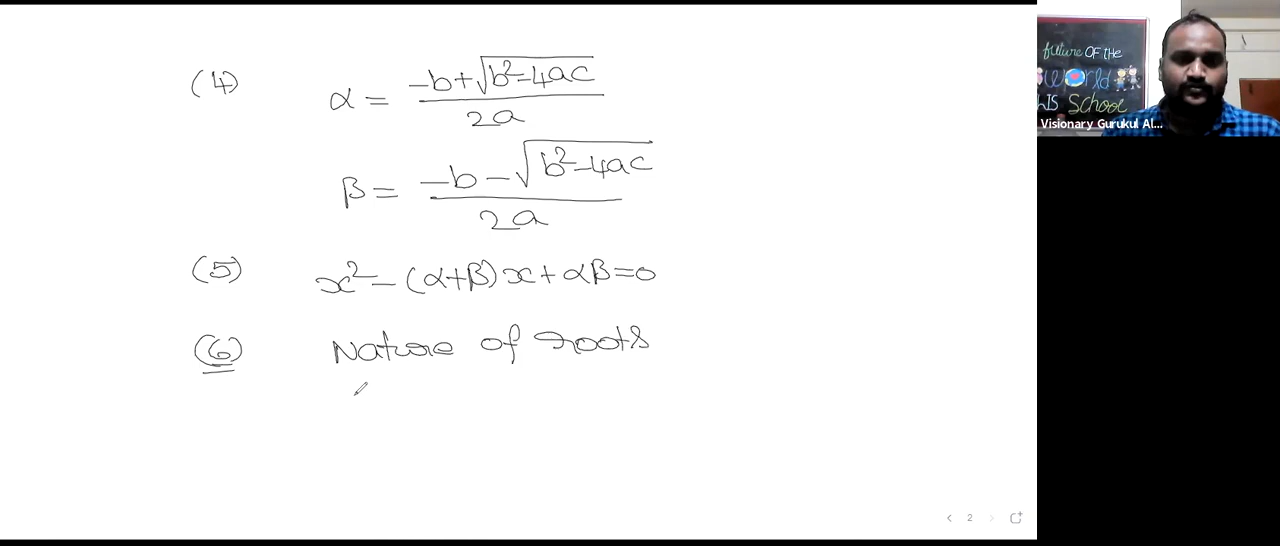 (4) α = -b+√b²-4ac / 2a
β = -b-√b²-4ac / 2a
(5) x² - (α+β)x + αβ = 0
(6) Nature of roots
2
future OF the
World
IS School
Visionary Gurukul Al...